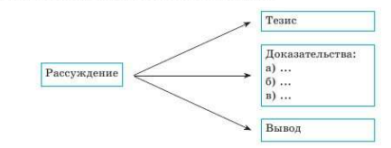 Тезис
Доказательства:
а) ...
б) ...
в) ...
Рассуждение
Вывод